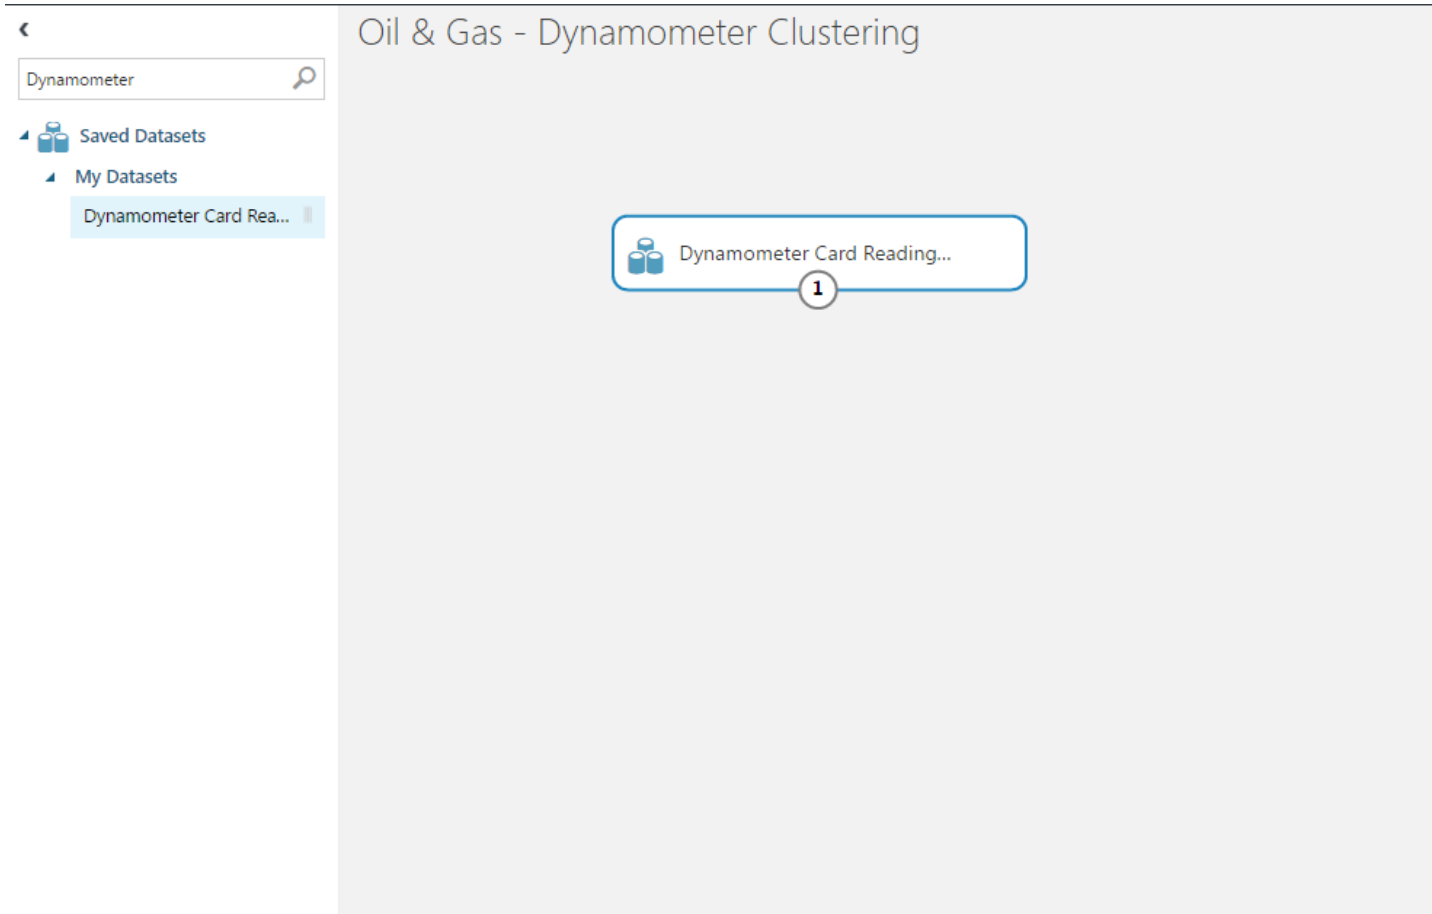 Oil & Gas - Dynamometer Clustering
Dynamometer
Saved Datasets
My Datasets
Dynamometer Card Rea...
Dynamometer Card Reading...
1